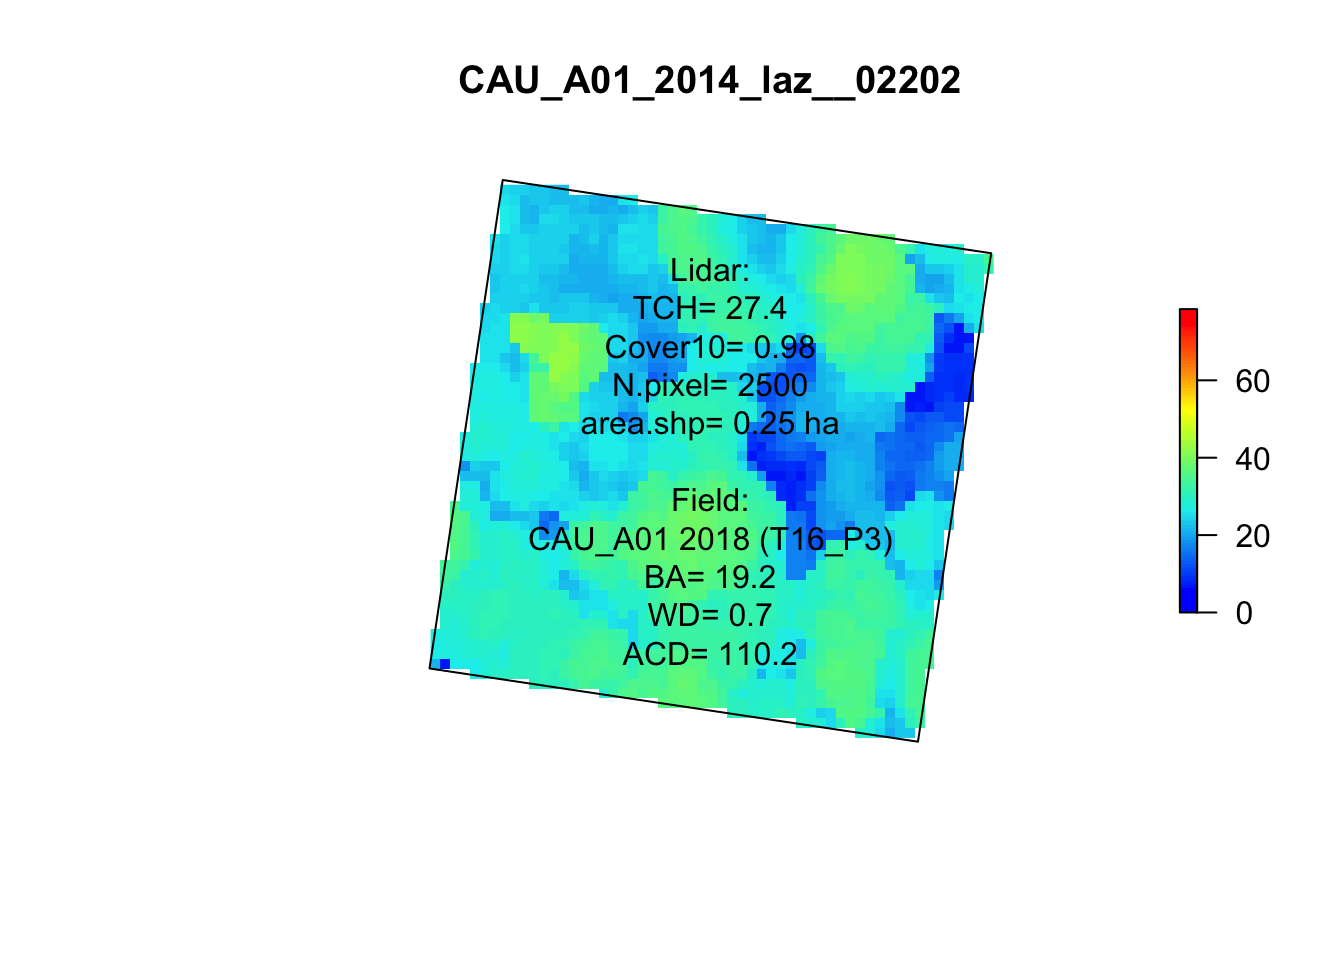 CAU_A01_2014_laz__02202
Lidar:
TCH= 27.4
Cover10= 0.98
N.pixel= 2500
area.shp= 0.25 ha
Field:
CAU_A01 2018 (T16_P3)
BA= 19.2
WD= 0.7
ACD= 110.2
60
40
20
0